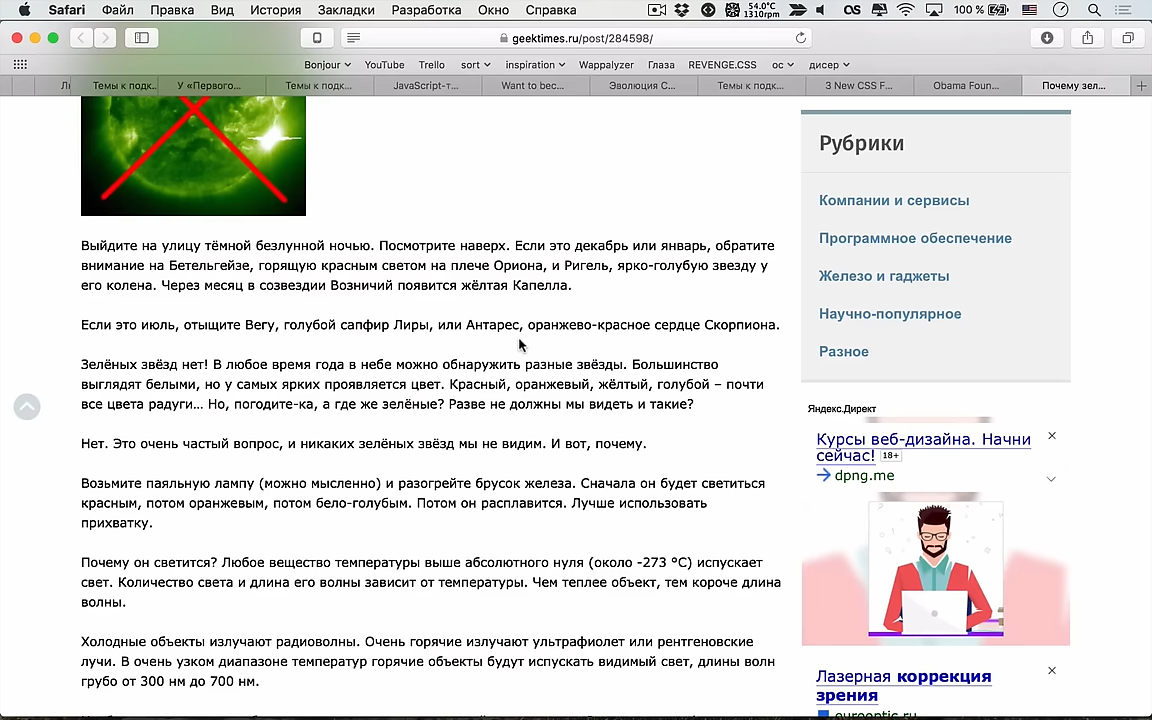 Safari Файл Правка Вид История Закладки Разработка Окно Справка 54.0°C 1310rpm 100 %
geektimes.ru/post/284598/
Bonjour YouTube Trello sort inspiration Wappalyzer Глаза REVENGE.CSS ос дисер
Темы к подк... У «Первого... Темы к подк... JavaScript-т... Want to bec... Эволюция С... Темы к подк... 3 New CSS F... Obama Foun... Почему зел...
Выйдите на улицу тёмной безлунной ночью. Посмотрите наверх. Если это декабрь или январь, обратите
внимание на Бетельгейзе, горящую красным светом на плече Ориона, и Ригель, ярко-голубую звезду у
его колена. Через месяц в созвездии Возничий появится жёлтая Капелла.
Если это июль, отыщите Вегу, голубой сапфир Лиры, или Антарес, оранжево-красное сердце Скорпиона.
Зелёных звёзд нет! В любое время года в небе можно обнаружить разные звёзды. Большинство
выглядят белыми, но у самых ярких проявляется цвет. Красный, оранжевый, жёлтый, голубой – почти
все цвета радуги... Но, погодите-ка, а где же зелёные? Разве не должны мы видеть и такие?
Нет. Это очень частый вопрос, и никаких зелёных звёзд мы не видим. И вот, почему.
Возьмите паяльную лампу (можно мысленно) и разогрейте брусок железа. Сначала он будет светиться
красным, потом оранжевым, потом бело-голубым. Потом он расплавится. Лучше использовать
прихватку.
Почему он светится? Любое вещество температуры выше абсолютного нуля (около -273 °C) испускает
свет. Количество света и длина его волны зависит от температуры. Чем теплее объект, тем короче длина
волны.
Холодные объекты излучают радиоволны. Очень горячие излучают ультрафиолет или рентгеновские
лучи. В очень узком диапазоне температур горячие объекты будут испускать видимый свет, длины волн
грубо от 300 нм до 700 нм.
Рубрики
Компании и сервисы
Программное обеспечение
Железо и гаджеты
Научно-популярное
Разное
Яндекс.Директ
Курсы веб-дизайна. Начни
сейчас! 18+
dpng.me
Лазерная коррекция
зрения